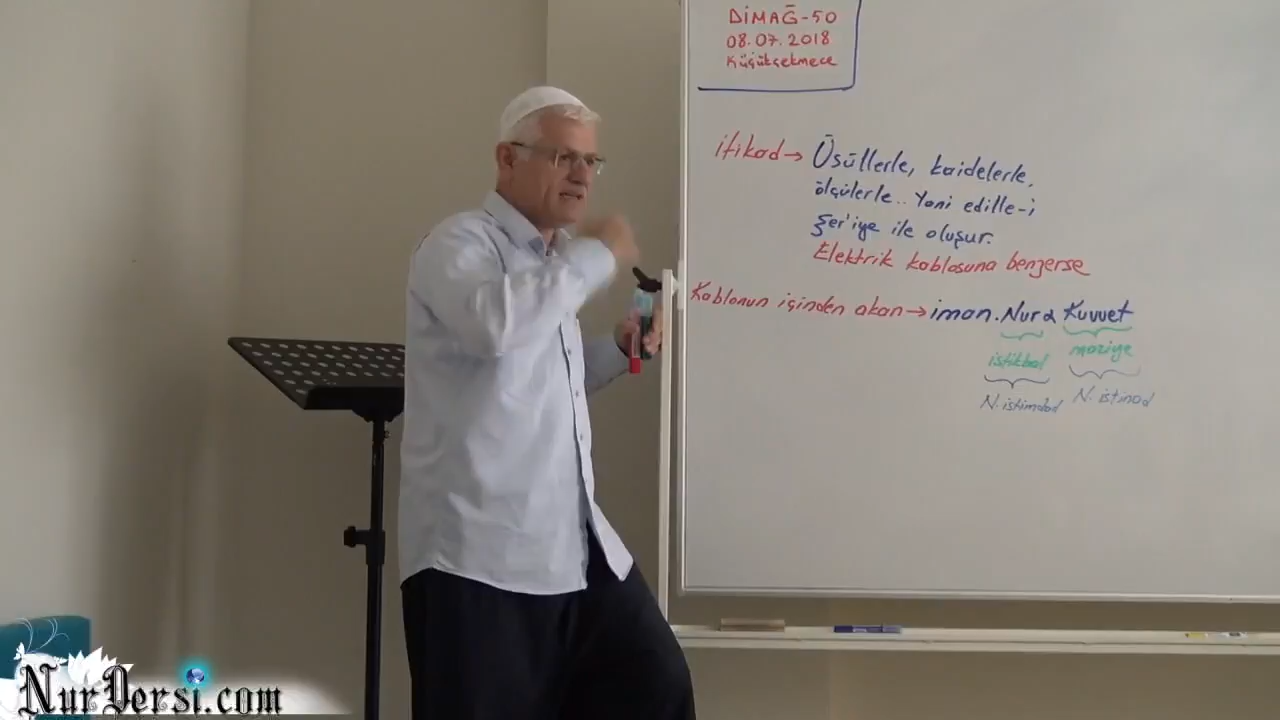 DİMAĞ-50
08.07.2018
Küçükçekmece
itikad → Üsûllerle, kaidelerle,
ölçülerle.. Yani edille-i
Şer'iye ile oluşur.
Elektrik kablosuna benzerse
Kablonun içinden akan → iman. Nur & Kuvvet
istikbal maziye
N. istimdad N. istinad
NurDersi.com